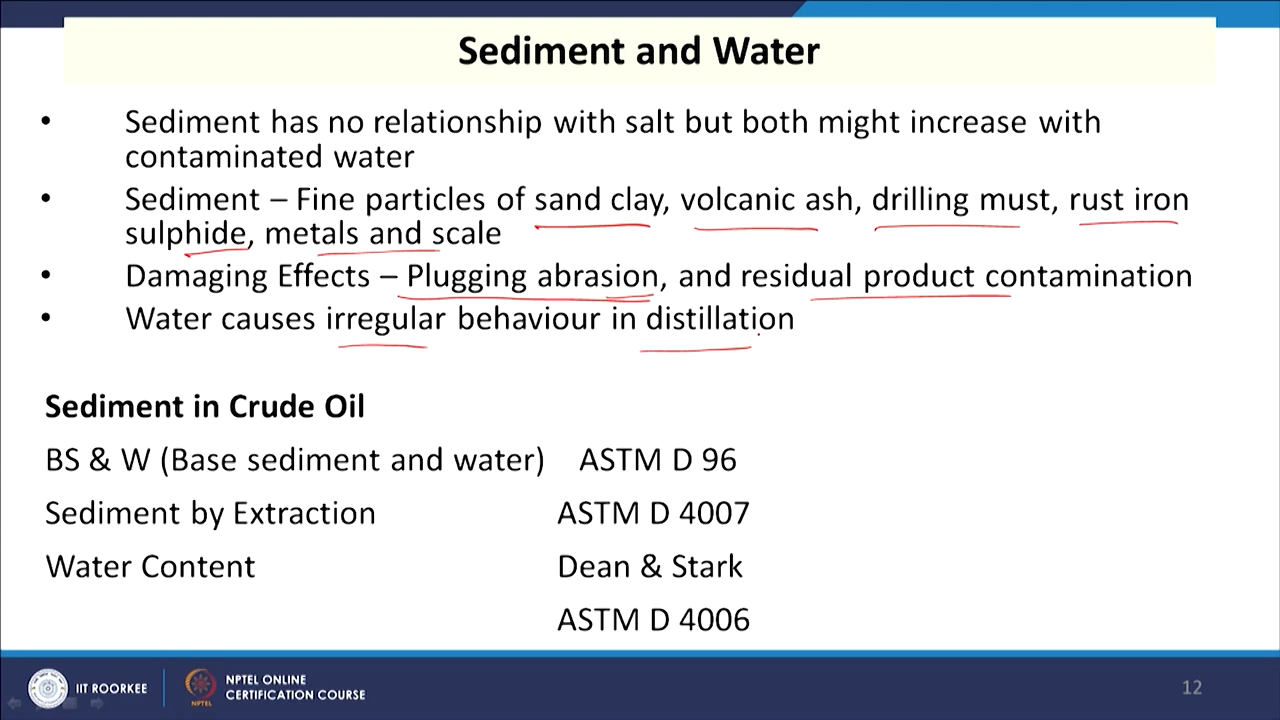 Sediment and Water
• Sediment has no relationship with salt but both might increase with
contaminated water
• Sediment – Fine particles of sand clay, volcanic ash, drilling must, rust iron
sulphide, metals and scale
• Damaging Effects – Plugging abrasion, and residual product contamination
• Water causes irregular behaviour in distillation
Sediment in Crude Oil
BS & W (Base sediment and water) ASTM D 96
Sediment by Extraction ASTM D 4007
Water Content Dean & Stark
ASTM D 4006
IIT ROORKEE
NPTEL
NPTEL ONLINE
CERTIFICATION COURSE
12